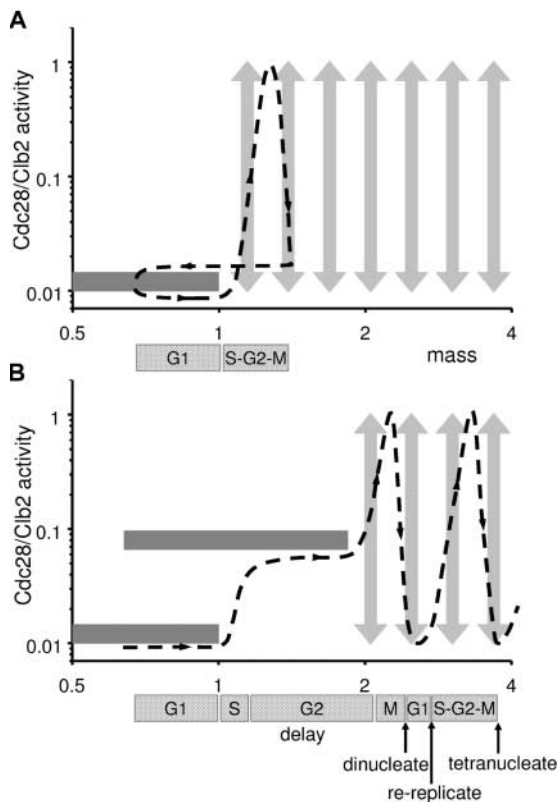 A
Cdc28/Clb2 activity
1
0.1
0.01
0.5 1 2 4
mass
G1 S-G2-M
B
Cdc28/Clb2 activity
1
0.1
0.01
0.5 1 2 4
G1 S G2 M G1 S-G2-M
delay
dinucleate tetranucleate
re-replicate